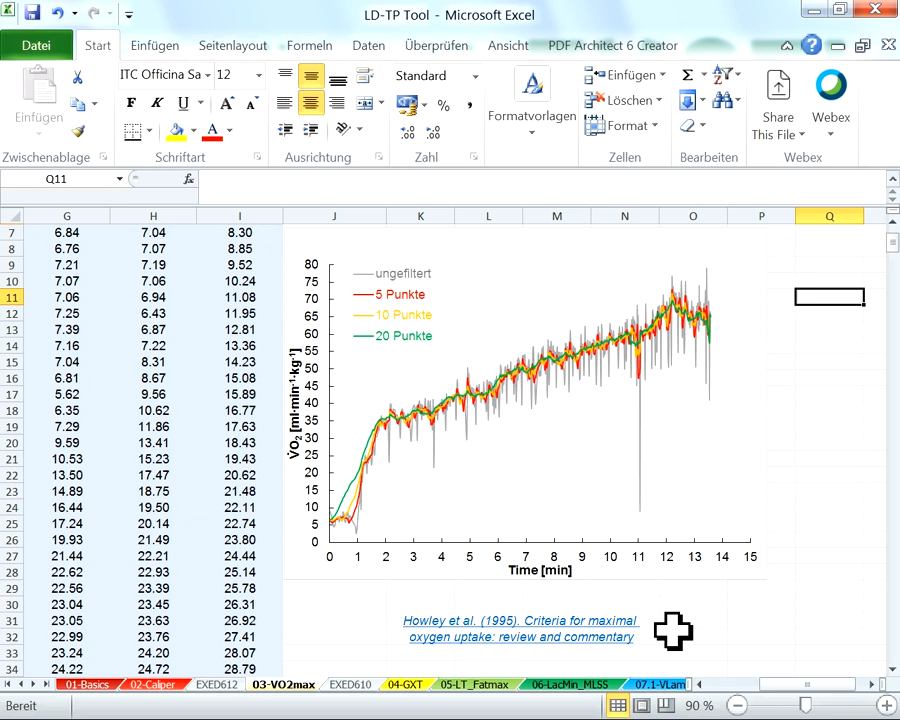 LD-TP Tool - Microsoft Excel
Datei Start Einfügen Seitenlayout Formeln Daten Überprüfen Ansicht PDF Architect 6 Creator
ITC Officina Sa 12 Standard Einfügen Σ
Einfügen F K U A A % Formatvorlagen Löschen Share This File Webex
Format
Zwischenablage Schriftart Ausrichtung Zahl Zellen Bearbeiten Webex
Q11 fx
G H I J K L M N O P Q
7 6.84 7.04 8.30
8 6.76 7.07 8.85
9 7.21 7.19 9.52
10 7.07 7.06 10.24
11 7.06 6.94 11.08
12 7.25 6.43 11.95
13 7.39 6.87 12.81
14 7.16 7.22 13.36
15 7.04 8.31 14.23
16 6.81 8.67 15.08
17 5.62 9.56 15.89
18 6.35 10.62 16.77
19 7.29 11.86 17.63
20 9.59 13.41 18.43
21 10.53 15.23 19.43
22 13.50 17.47 20.62
23 14.89 18.75 21.48
24 16.44 19.50 22.11
25 17.24 20.14 22.74
26 19.93 21.49 23.80
27 21.44 22.21 24.44
28 22.62 22.93 25.14
29 22.56 23.39 25.78
30 23.04 23.45 26.31
31 23.05 23.63 26.92
32 22.99 23.76 27.41
33 23.24 24.20 28.07
34 24.22 24.72 28.79
80
75
70
65
60
55
50
45
40
35
30
25
20
15
10
5
0
V̇O₂ [ml·min⁻¹·kg⁻¹]
ungefiltert
5 Punkte
10 Punkte
20 Punkte
0 1 2 3 4 5 6 7 8 9 10 11 12 13 14 15
Time [min]
Howley et al. (1995). Criteria for maximal
oxygen uptake: review and commentary
01-Basics 02-Caliper EXED612 03-VO2max EXED610 04-GXT 05-LT_Fatmax 06-LacMin_MLSS 07.1-VLam
Bereit 90 %